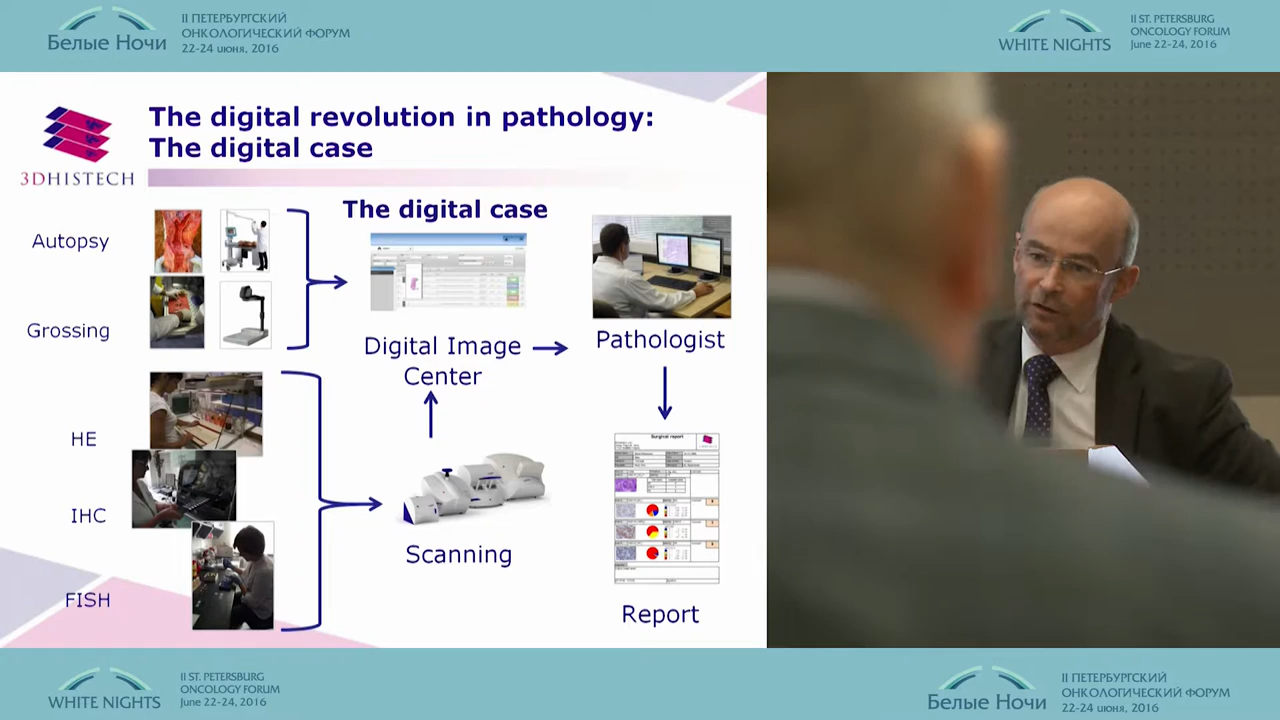 II ПЕТЕРБУРГСКИЙ
ОНКОЛОГИЧЕСКИЙ ФОРУМ
22-24 июня, 2016
Белые Ночи
II ST. PETERSBURG
ONCOLOGY FORUM
June 22-24, 2016
WHITE NIGHTS
The digital revolution in pathology:
The digital case
3DHISTECH
The digital case
Autopsy
Grossing
Digital Image
Center
Pathologist
HE
IHC
FISH
Scanning
Surgical report
Report
II ST. PETERSBURG
ONCOLOGY FORUM
June 22-24, 2016
WHITE NIGHTS
II ПЕТЕРБУРГСКИЙ
ОНКОЛОГИЧЕСКИЙ ФОРУМ
22-24 июня, 2016
Белые Ночи